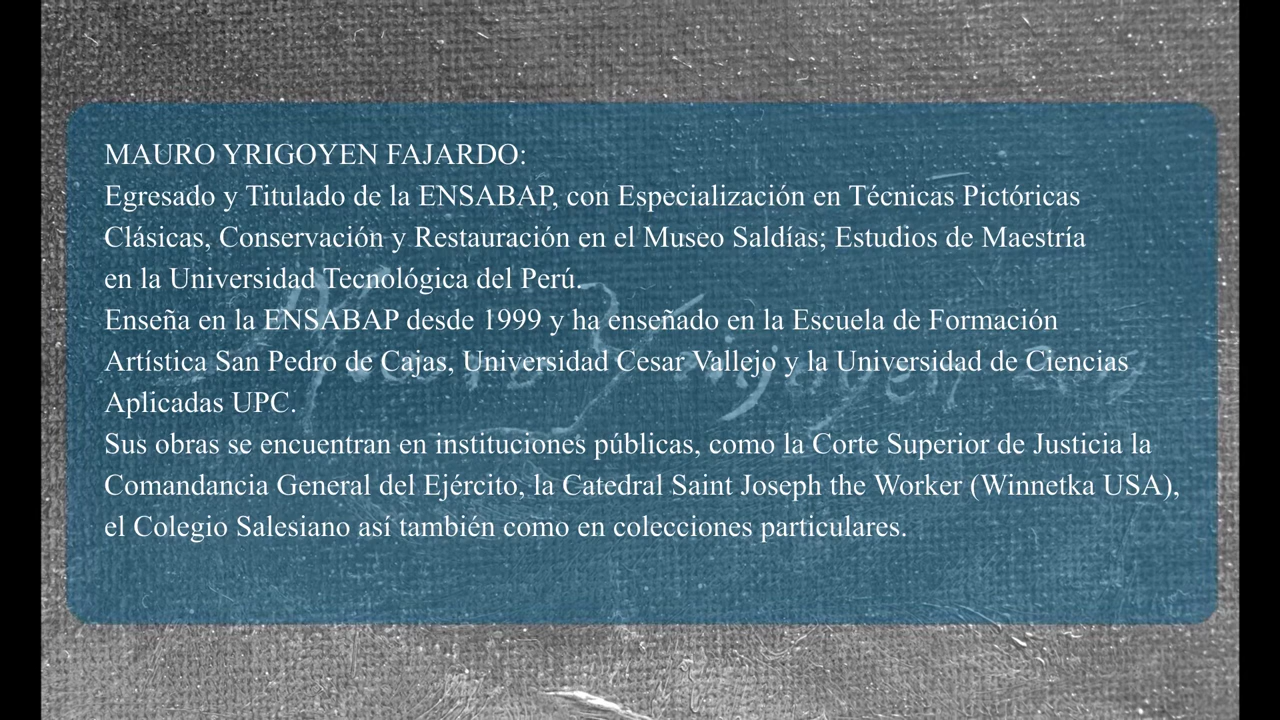 MAURO YRIGOYEN FAJARDO:
Egresado y Titulado de la ENSABAP, con Especialización en Técnicas Pictóricas
Clásicas, Conservación y Restauración en el Museo Saldías; Estudios de Maestría
en la Universidad Tecnológica del Perú.
Enseña en la ENSABAP desde 1999 y ha enseñado en la Escuela de Formación
Artística San Pedro de Cajas, Universidad Cesar Vallejo y la Universidad de Ciencias
Aplicadas UPC.
Sus obras se encuentran en instituciones públicas, como la Corte Superior de Justicia la
Comandancia General del Ejército, la Catedral Saint Joseph the Worker (Winnetka USA),
el Colegio Salesiano así también como en colecciones particulares.